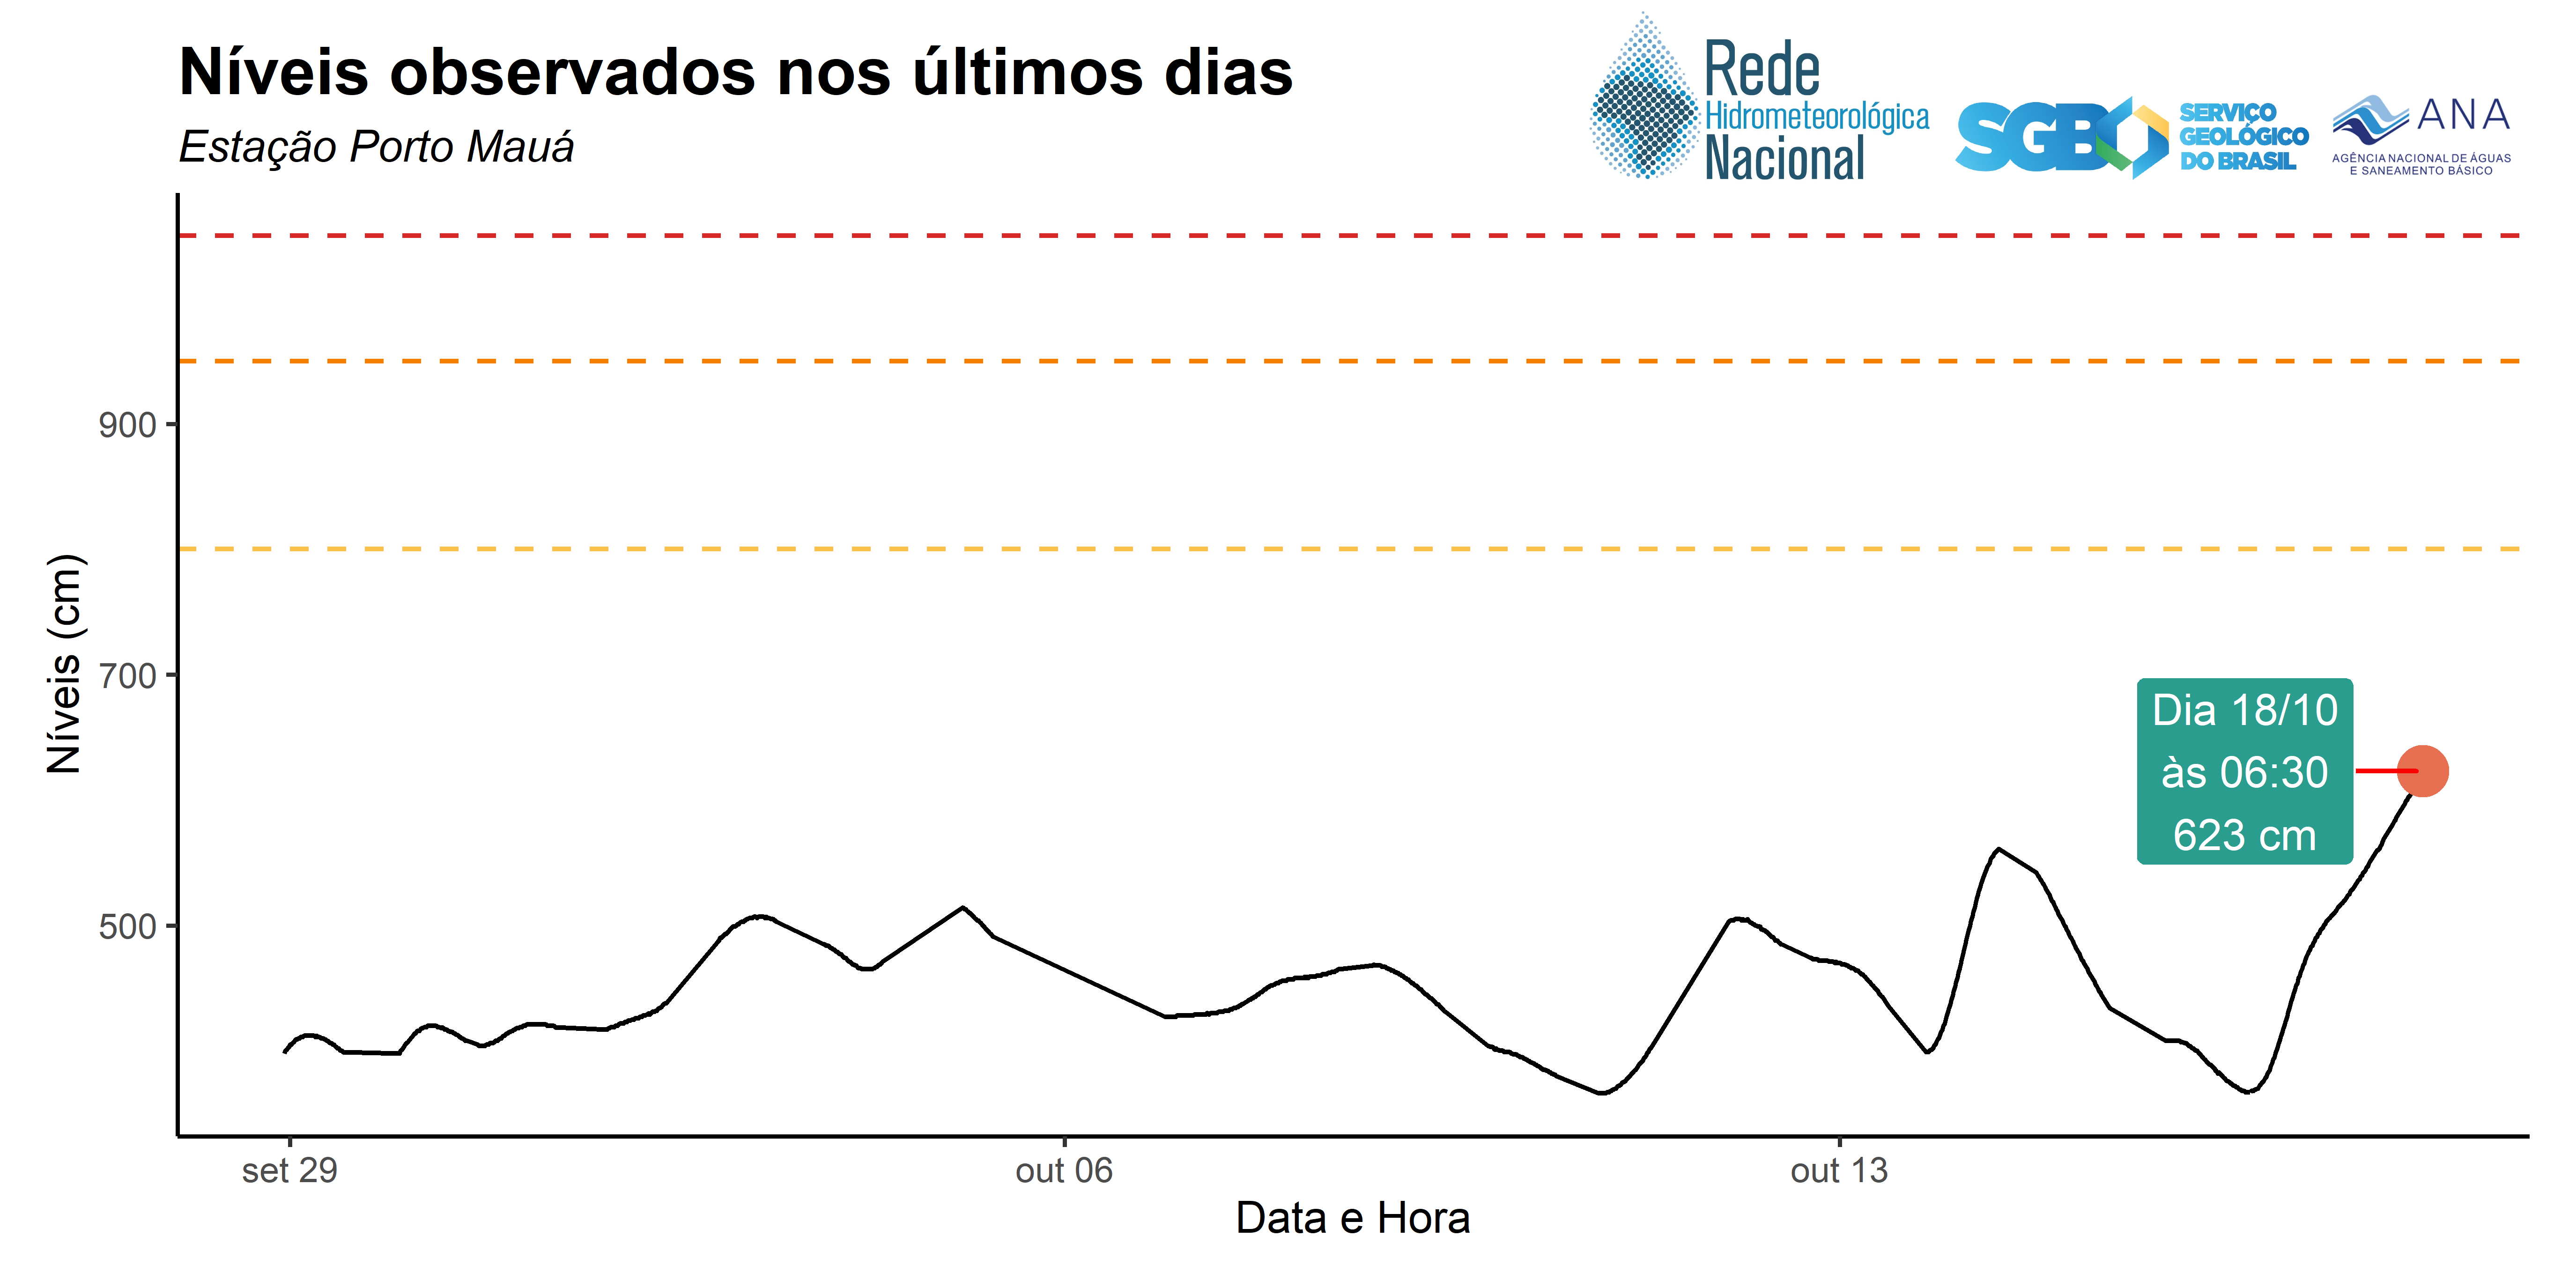 Níveis observados nos últimos dias
Estação Porto Mauá
Rede
Hidrometeorológica
Nacional
SGB
SERVIÇO
GEOLÓGICO
DO BRASIL
ANA
AGÊNCIA NACIONAL DE ÁGUAS
E SANEAMENTO BÁSICO
Níveis (cm)
900
700
500
Dia 18/10
às 06:30
623 cm
set 29
out 06
out 13
Data e Hora